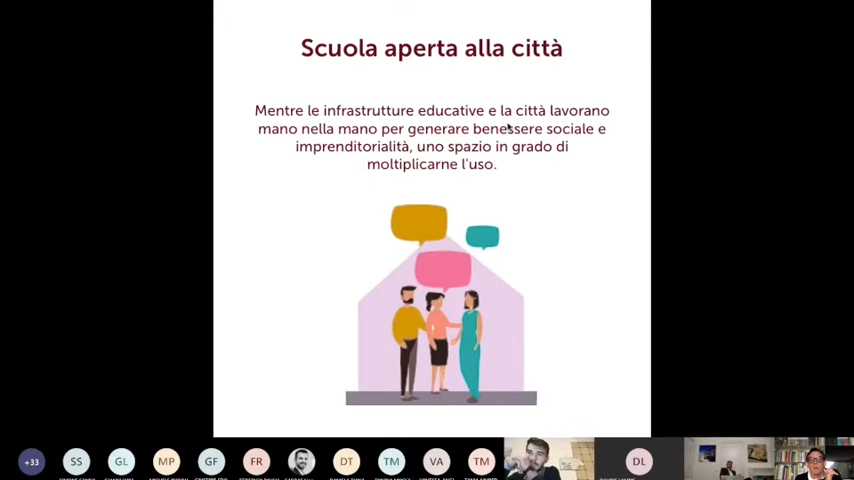 Scuola aperta alla città
Mentre le infrastrutture educative e la città lavorano
mano nella mano per generare benessere sociale e
imprenditorialità, uno spazio in grado di
moltiplicarne l'uso.
+33
SS
GL
MP
GF
FR
DT
TM
VA
TM
DL